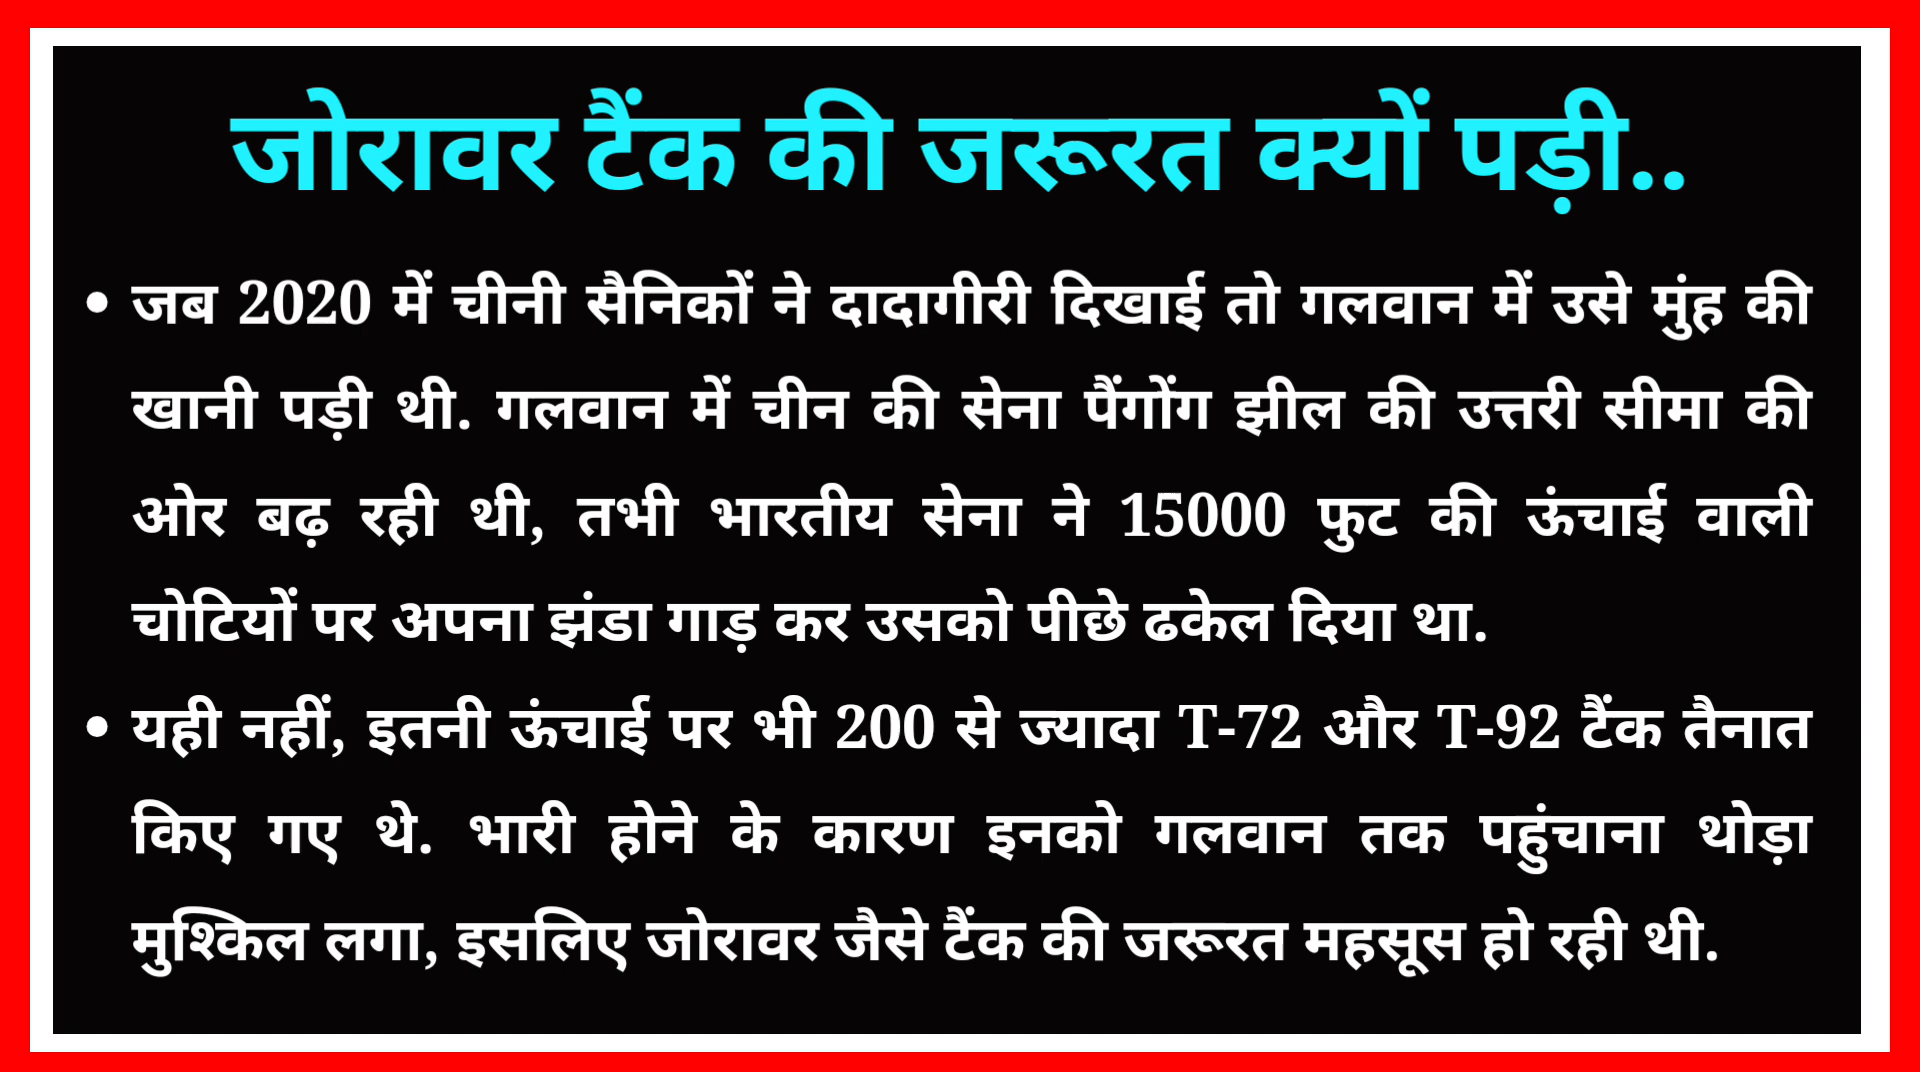 जोरावर टैंक की जरूरत क्यों पड़ी..
• जब 2020 में चीनी सैनिकों ने दादागीरी दिखाई तो गलवान में उसे मुंह की
खानी पड़ी थी. गलवान में चीन की सेना पैंगोंग झील की उत्तरी सीमा की
ओर बढ़ रही थी, तभी भारतीय सेना ने 15000 फुट की ऊंचाई वाली
चोटियों पर अपना झंडा गाड़ कर उसको पीछे ढकेल दिया था.
• यही नहीं, इतनी ऊंचाई पर भी 200 से ज्यादा T-72 और T-92 टैंक तैनात
किए गए थे. भारी होने के कारण इनको गलवान तक पहुंचाना थोड़ा
मुश्किल लगा, इसलिए जोरावर जैसे टैंक की जरूरत महसूस हो रही थी.